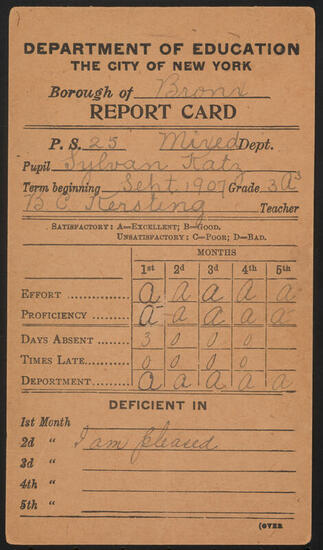 DEPARTMENT OF EDUCATION
THE CITY OF NEW YORK
Borough of Bronx
REPORT CARD
P. S. 25 Mixed Dept.
Pupil Sylvan Katz
Term beginning Sept. 1907 Grade 3A³
B E Kersting Teacher
SATISFACTORY: A—EXCELLENT; B—GOOD.
UNSATISFACTORY: C—POOR; D—BAD.
MONTHS
1st 2d 3d 4th 5th
EFFORT A A A A A
PROFICIENCY A A A A A
DAYS ABSENT 3 0 0 0
TIMES LATE 0 0 0 0
DEPORTMENT A A A A A
DEFICIENT IN
1st Month
2d " I am pleased
3d "
4th "
5th "
(OVER